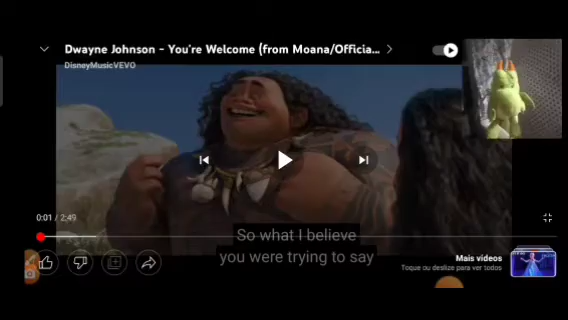 Dwayne Johnson - You're Welcome (from Moana/Officia...
DisneyMusicVEVO
0:01 / 2:49
So what I believe
you were trying to say
Mais vídeos
Toque ou deslize para ver todos